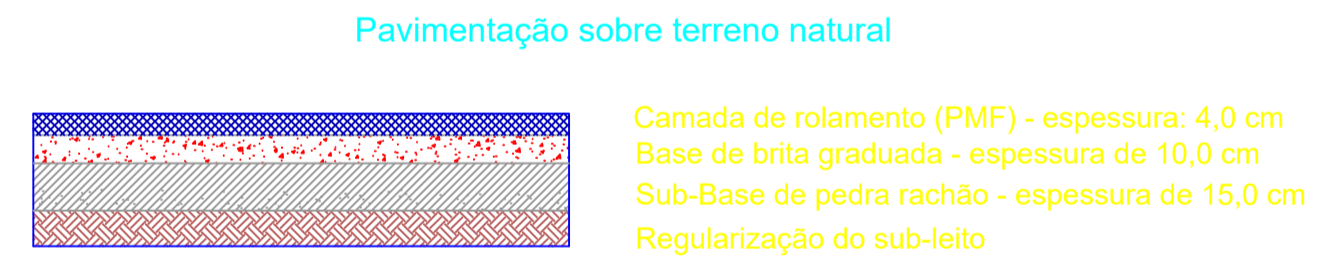 Pavimentação sobre terreno natural
Camada de rolamento (PMF) - espessura: 4,0 cm
Base de brita graduada - espessura de 10,0 cm
Sub-Base de pedra rachão - espessura de 15,0 cm
Regularização do sub-leito